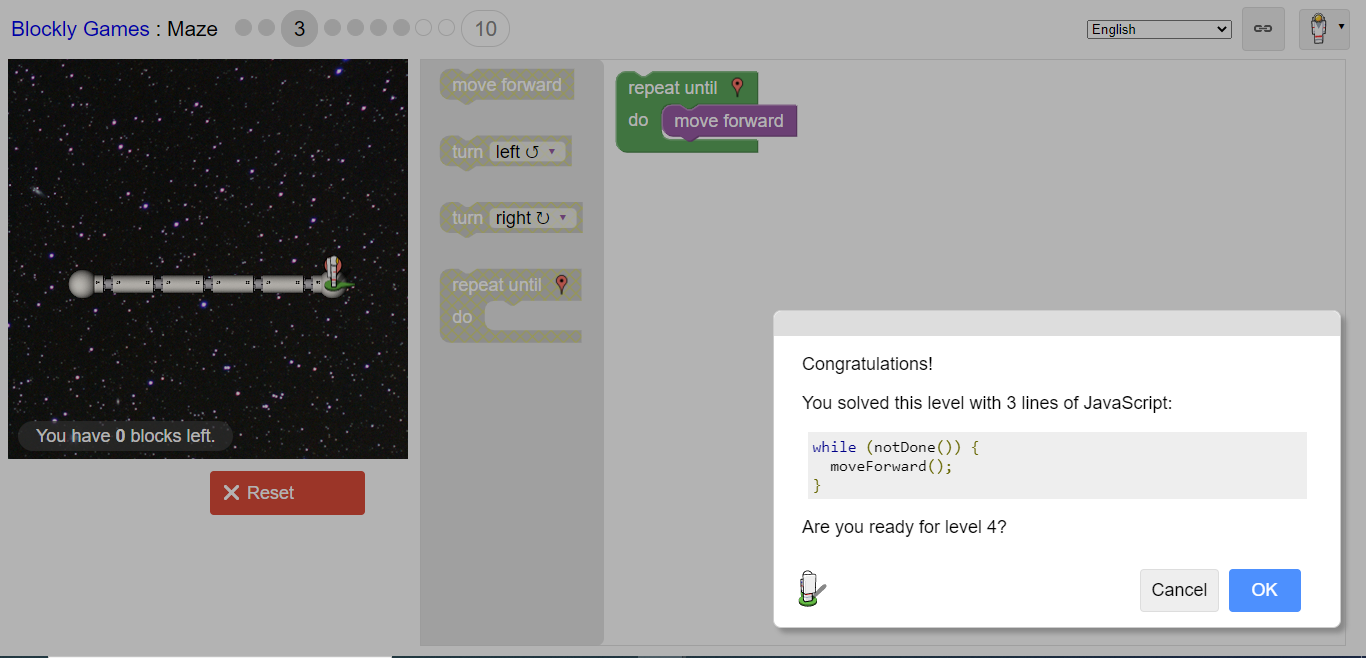 Blockly Games : Maze 3 10
English
move forward
turn left ↺ ▾
turn right ↻ ▾
repeat until
do
repeat until
do move forward
You have 0 blocks left.
Reset
Congratulations!
You solved this level with 3 lines of JavaScript:
while (notDone()) {
  moveForward();
}
Are you ready for level 4?
Cancel OK